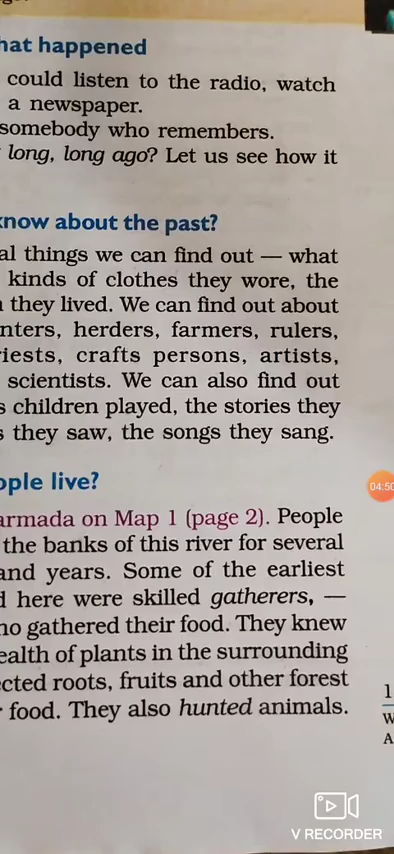 hat happened
could listen to the radio, watch
a newspaper.
somebody who remembers.
long, long ago? Let us see how it
know about the past?
al things we can find out — what
kinds of clothes they wore, the
they lived. We can find out about
nters, herders, farmers, rulers,
riests, crafts persons, artists,
scientists. We can also find out
s children played, the stories they
s they saw, the songs they sang.
ople live?
armada on Map 1 (page 2). People
the banks of this river for several
and years. Some of the earliest
d here were skilled gatherers, —
ho gathered their food. They knew
ealth of plants in the surrounding
cted roots, fruits and other forest
food. They also hunted animals.
04:50
1
W
A
V RECORDER